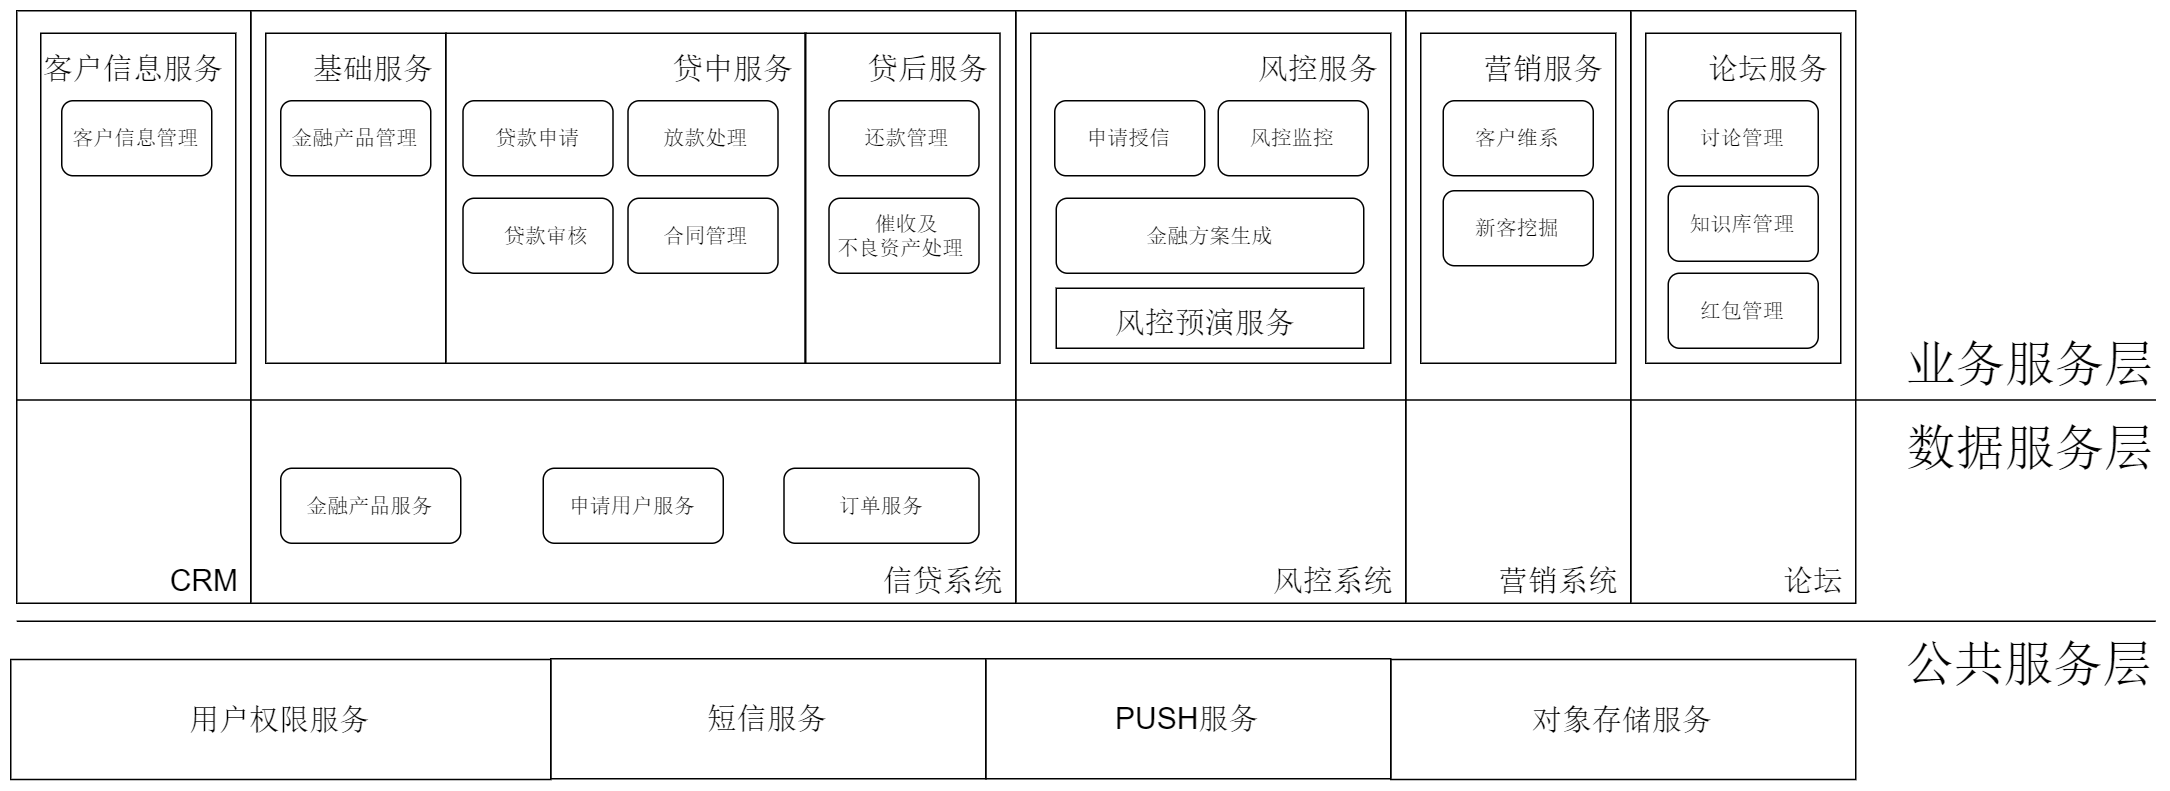 客户信息服务
客户信息管理
基础服务
金融产品管理
贷中服务
贷款申请
放款处理
贷款审核
合同管理
贷后服务
还款管理
催收及
不良资产处理
风控服务
申请授信
风控监控
金融方案生成
风控预演服务
营销服务
客户维系
新客挖掘
论坛服务
讨论管理
知识库管理
红包管理
业务服务层
数据服务层
金融产品服务
申请用户服务
订单服务
CRM
信贷系统
风控系统
营销系统
论坛
公共服务层
用户权限服务
短信服务
PUSH服务
对象存储服务